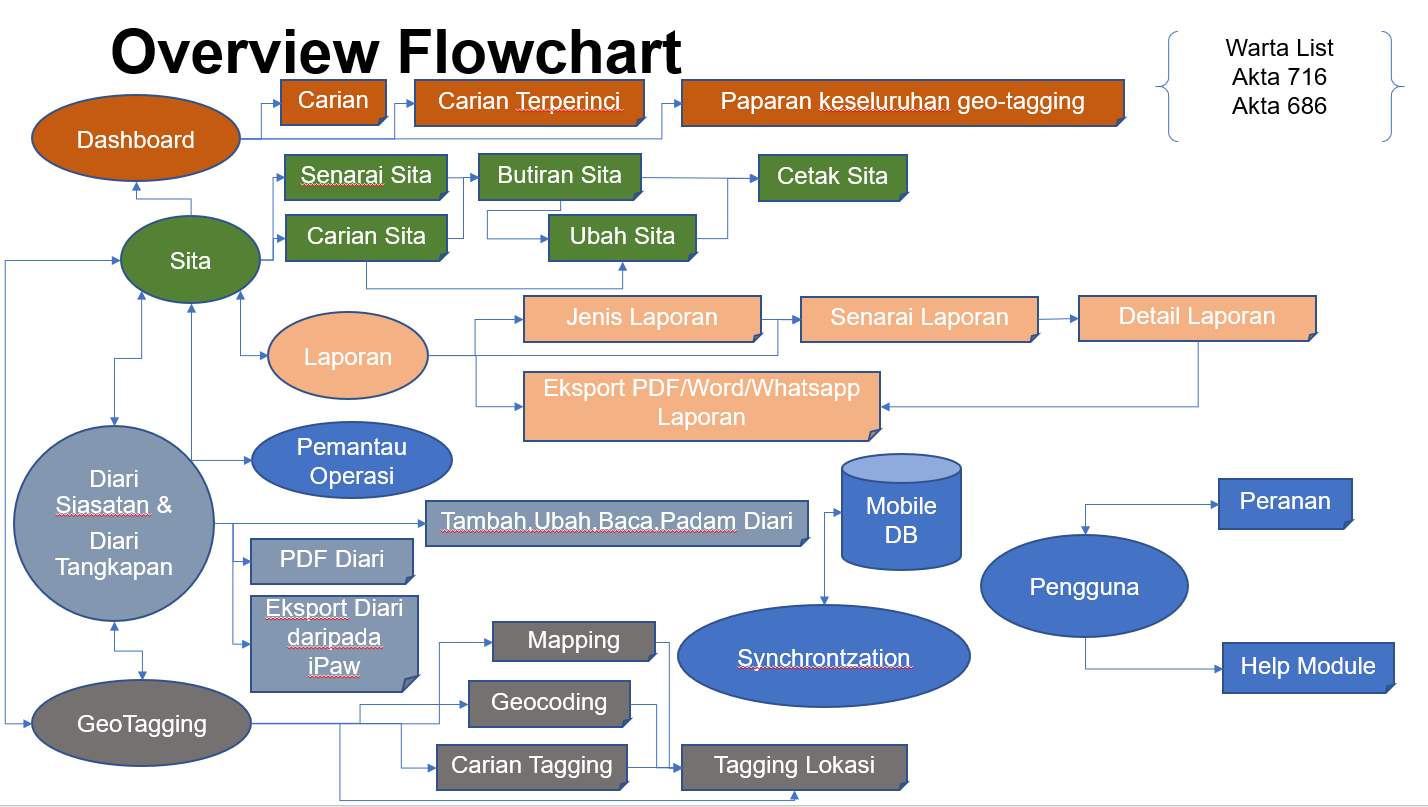 Overview Flowchart
Warta List
Akta 716
Akta 686
Carian
Carian Terperinci
Paparan keseluruhan geo-tagging
Dashboard
Senarai Sita
Butiran Sita
Cetak Sita
Carian Sita
Ubah Sita
Sita
Jenis Laporan
Senarai Laporan
Detail Laporan
Laporan
Eksport PDF/Word/Whatsapp
Laporan
Pemantau
Operasi
Diari
Siasatan &
Diari
Tangkapan
Tambah,Ubah,Baca,Padam Diari
Mobile
DB
Peranan
PDF Diari
Pengguna
Eksport Diari
daripada
iPaw
Mapping
Synchrontzation
Help Module
Geocoding
GeoTagging
Carian Tagging
Tagging Lokasi